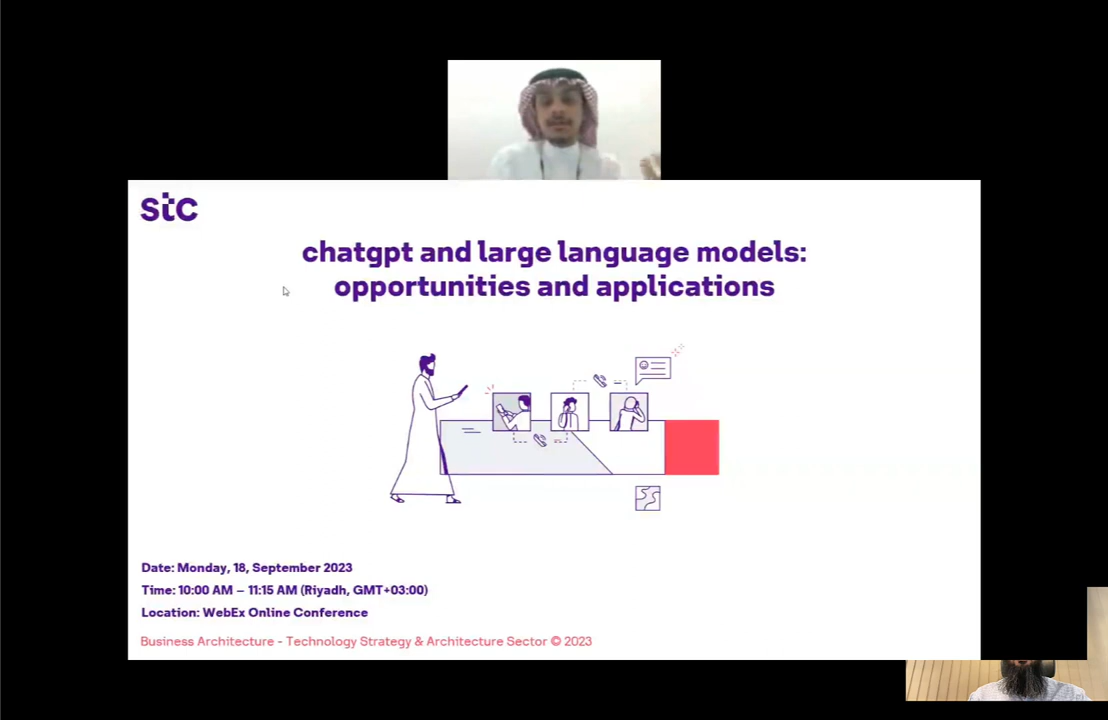 stc
chatgpt and large language models:
opportunities and applications
Date: Monday, 18, September 2023
Time: 10:00 AM – 11:15 AM (Riyadh, GMT+03:00)
Location: WebEx Online Conference
Business Architecture - Technology Strategy & Architecture Sector © 2023